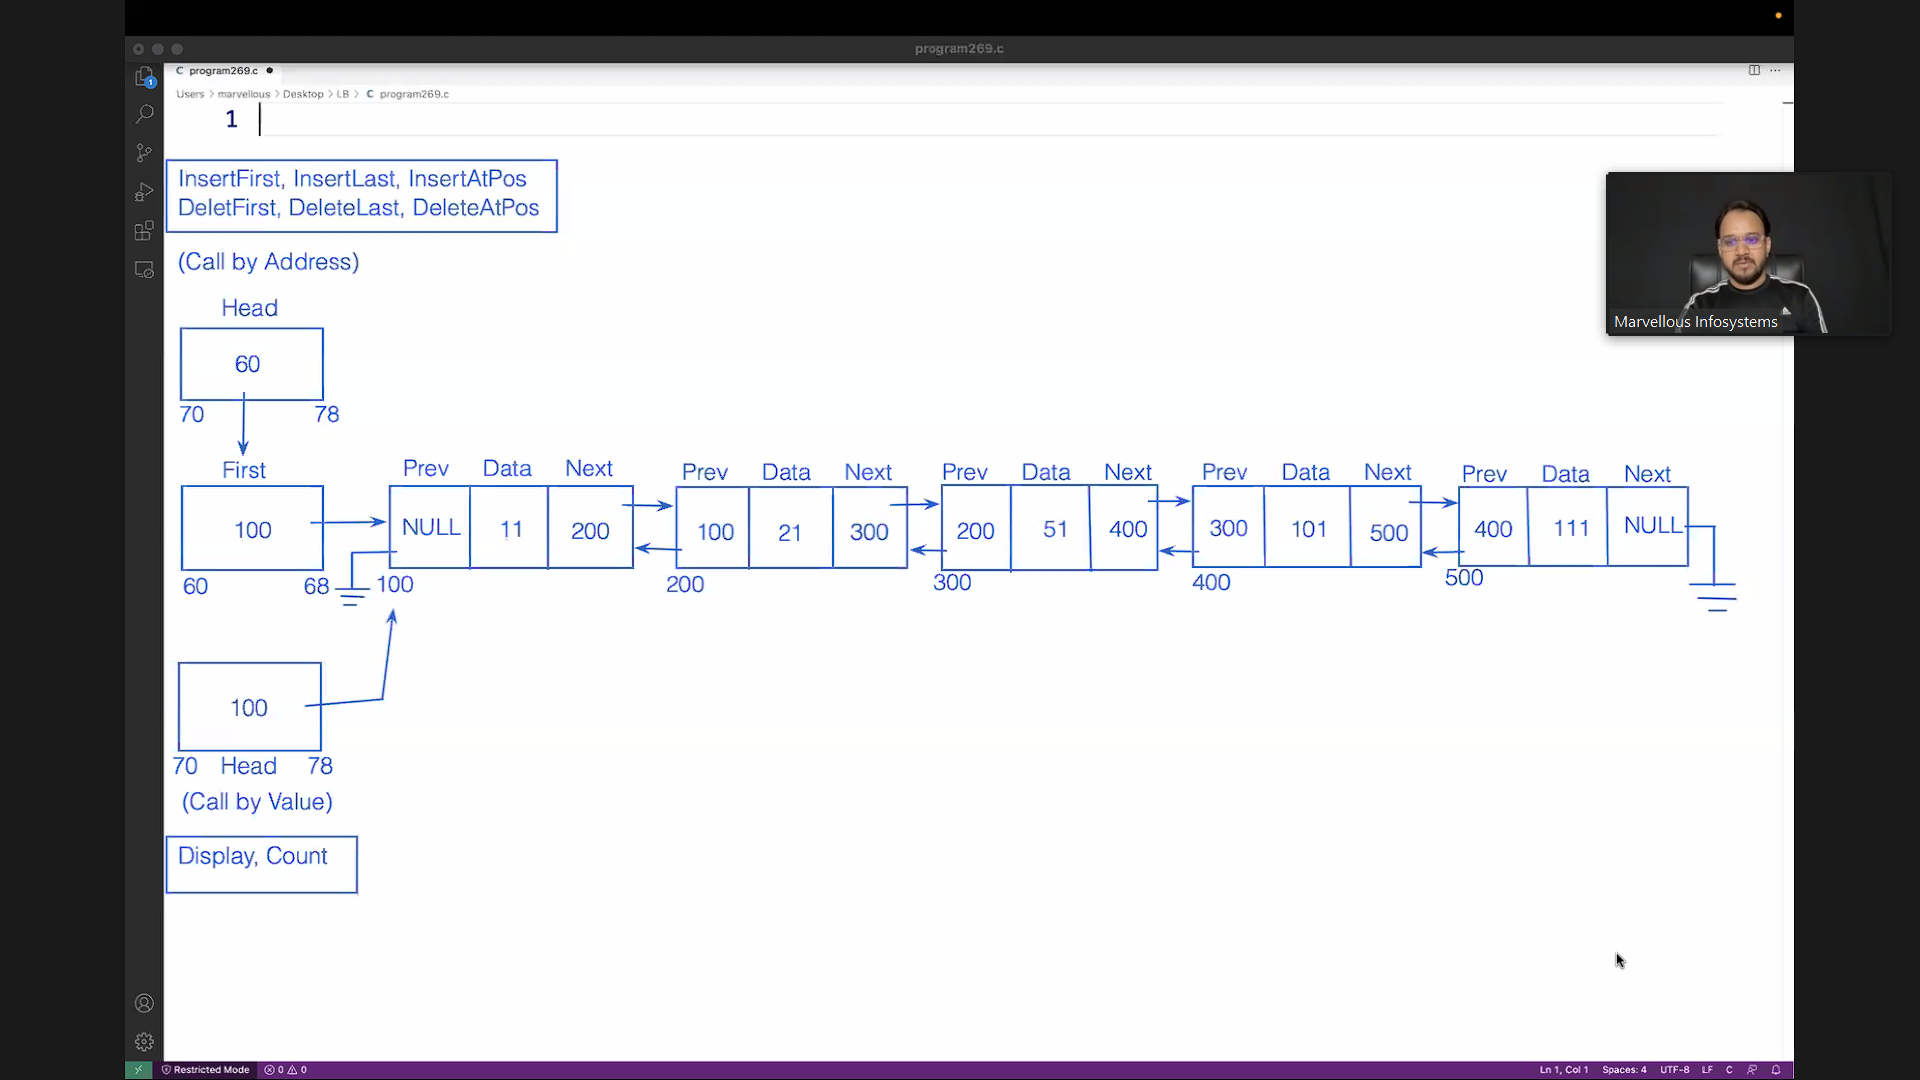 program269.c
C program269.c
Users > marvellous > Desktop > LB > C program269.c
1
1
InsertFirst, InsertLast, InsertAtPos
DeletFirst, DeleteLast, DeleteAtPos
(Call by Address)
Head
60
70 78
First
100
60 68
Prev Data Next
NULL 11 200
100
Prev Data Next
100 21 300
200
Prev Data Next
200 51 400
300
Prev Data Next
300 101 500
400
Prev Data Next
400 111 NULL
500
100
70 Head 78
(Call by Value)
Display, Count
Marvellous Infosystems
Restricted Mode 0 0 Ln 1, Col 1 Spaces: 4 UTF-8 LF C